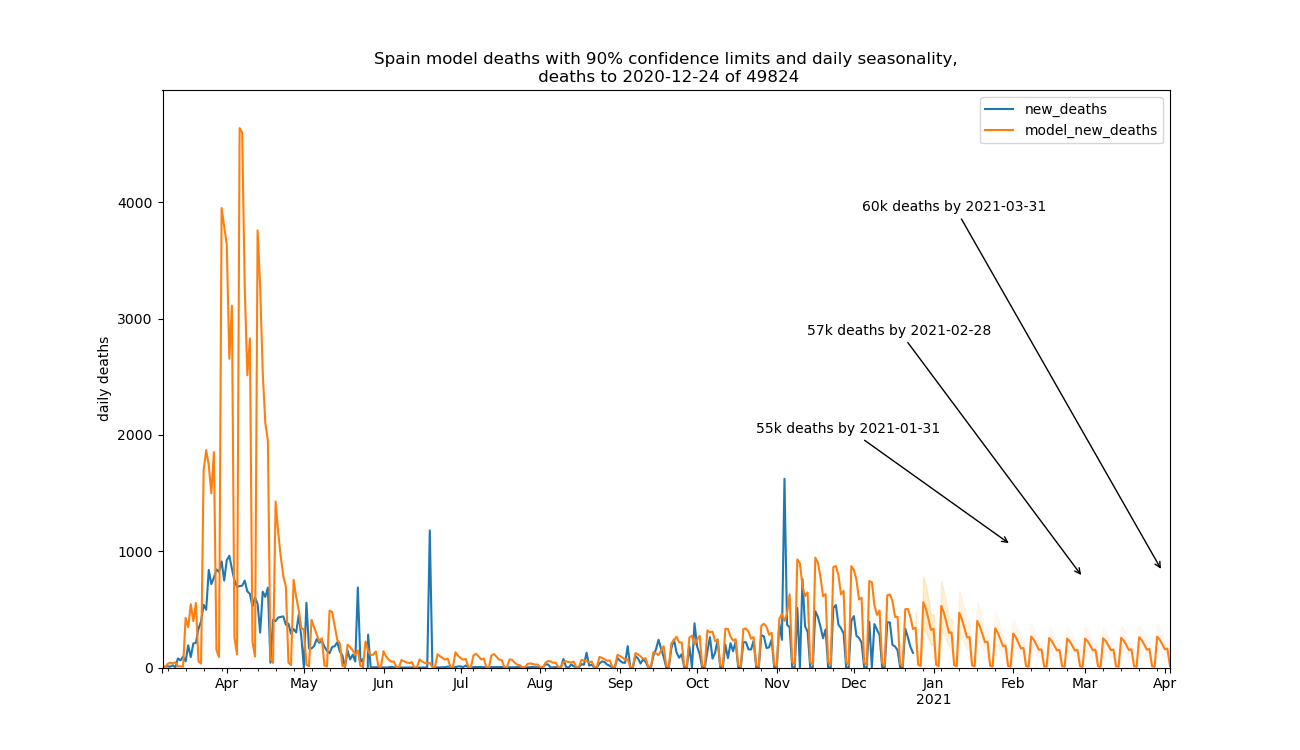 Spain model deaths with 90% confidence limits and daily seasonality,
deaths to 2020-12-24 of 49824
new_deaths
model_new_deaths
60k deaths by 2021-03-31
57k deaths by 2021-02-28
55k deaths by 2021-01-31
daily deaths
4000
3000
2000
1000
0
Apr May Jun Jul Aug Sep Oct Nov Dec Jan Feb Mar Apr
2021